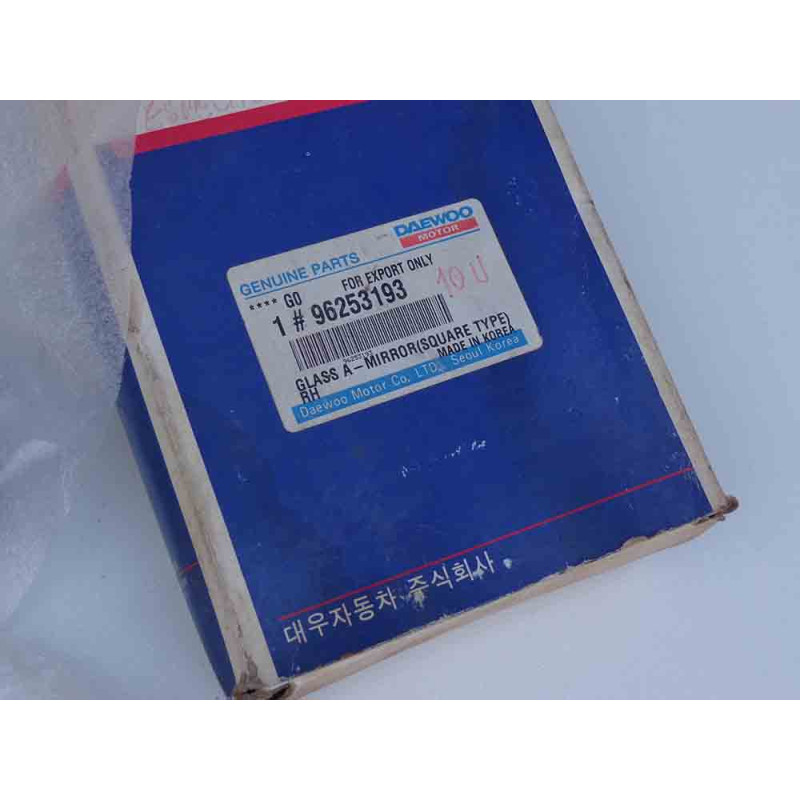 DAEWOO
MOTOR
GENUINE PARTS
FOR EXPORT ONLY
**** GO
10 U
1 # 96253193
96253193
GLASS A-MIRROR(SQUARE TYPE)
RH
MADE IN KOREA
Daewoo Motor Co. LTD. Seoul Korea
대우자동차 주식회사